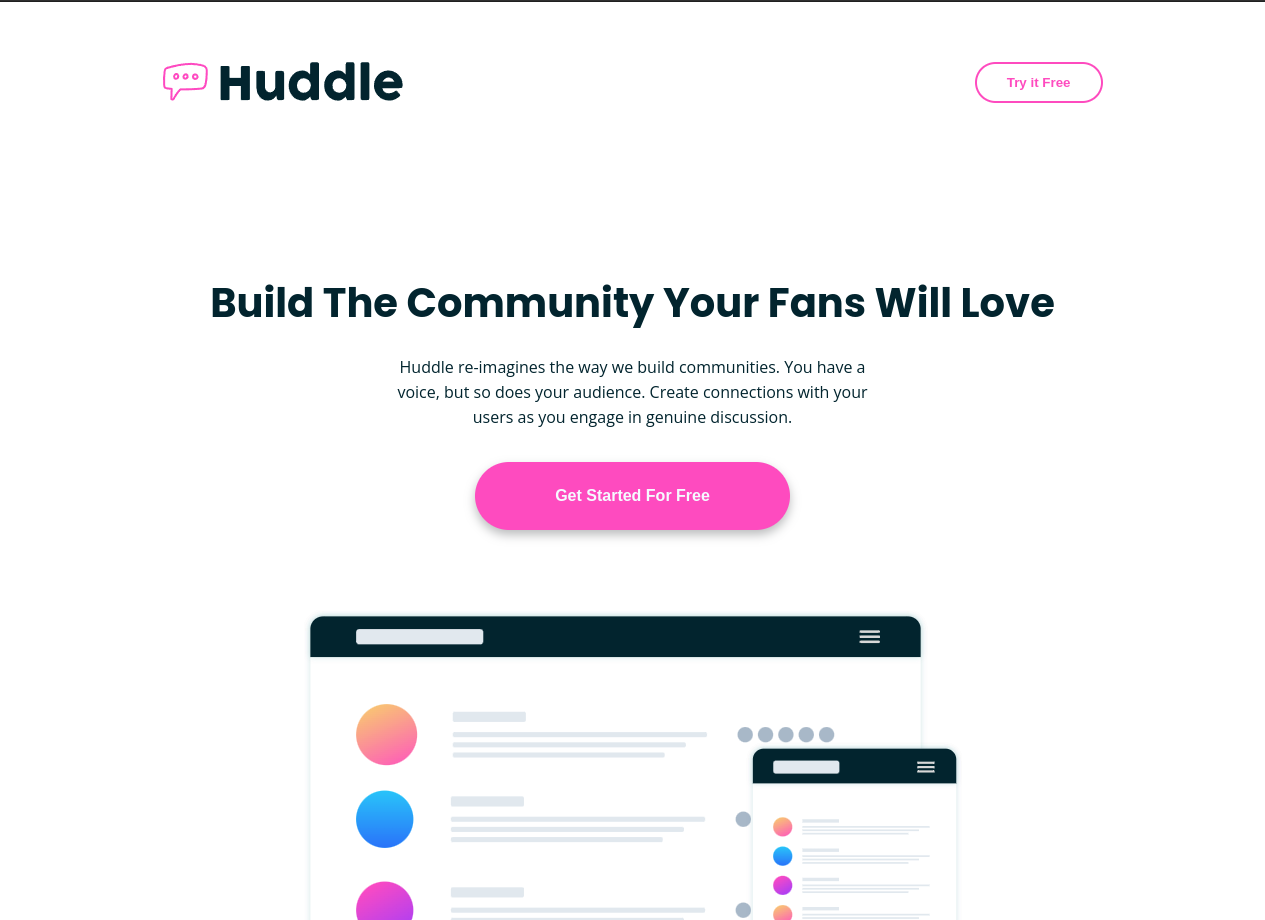 Huddle
Try it Free
Build The Community Your Fans Will Love
Huddle re-imagines the way we build communities. You have a
voice, but so does your audience. Create connections with your
users as you engage in genuine discussion.
Get Started For Free